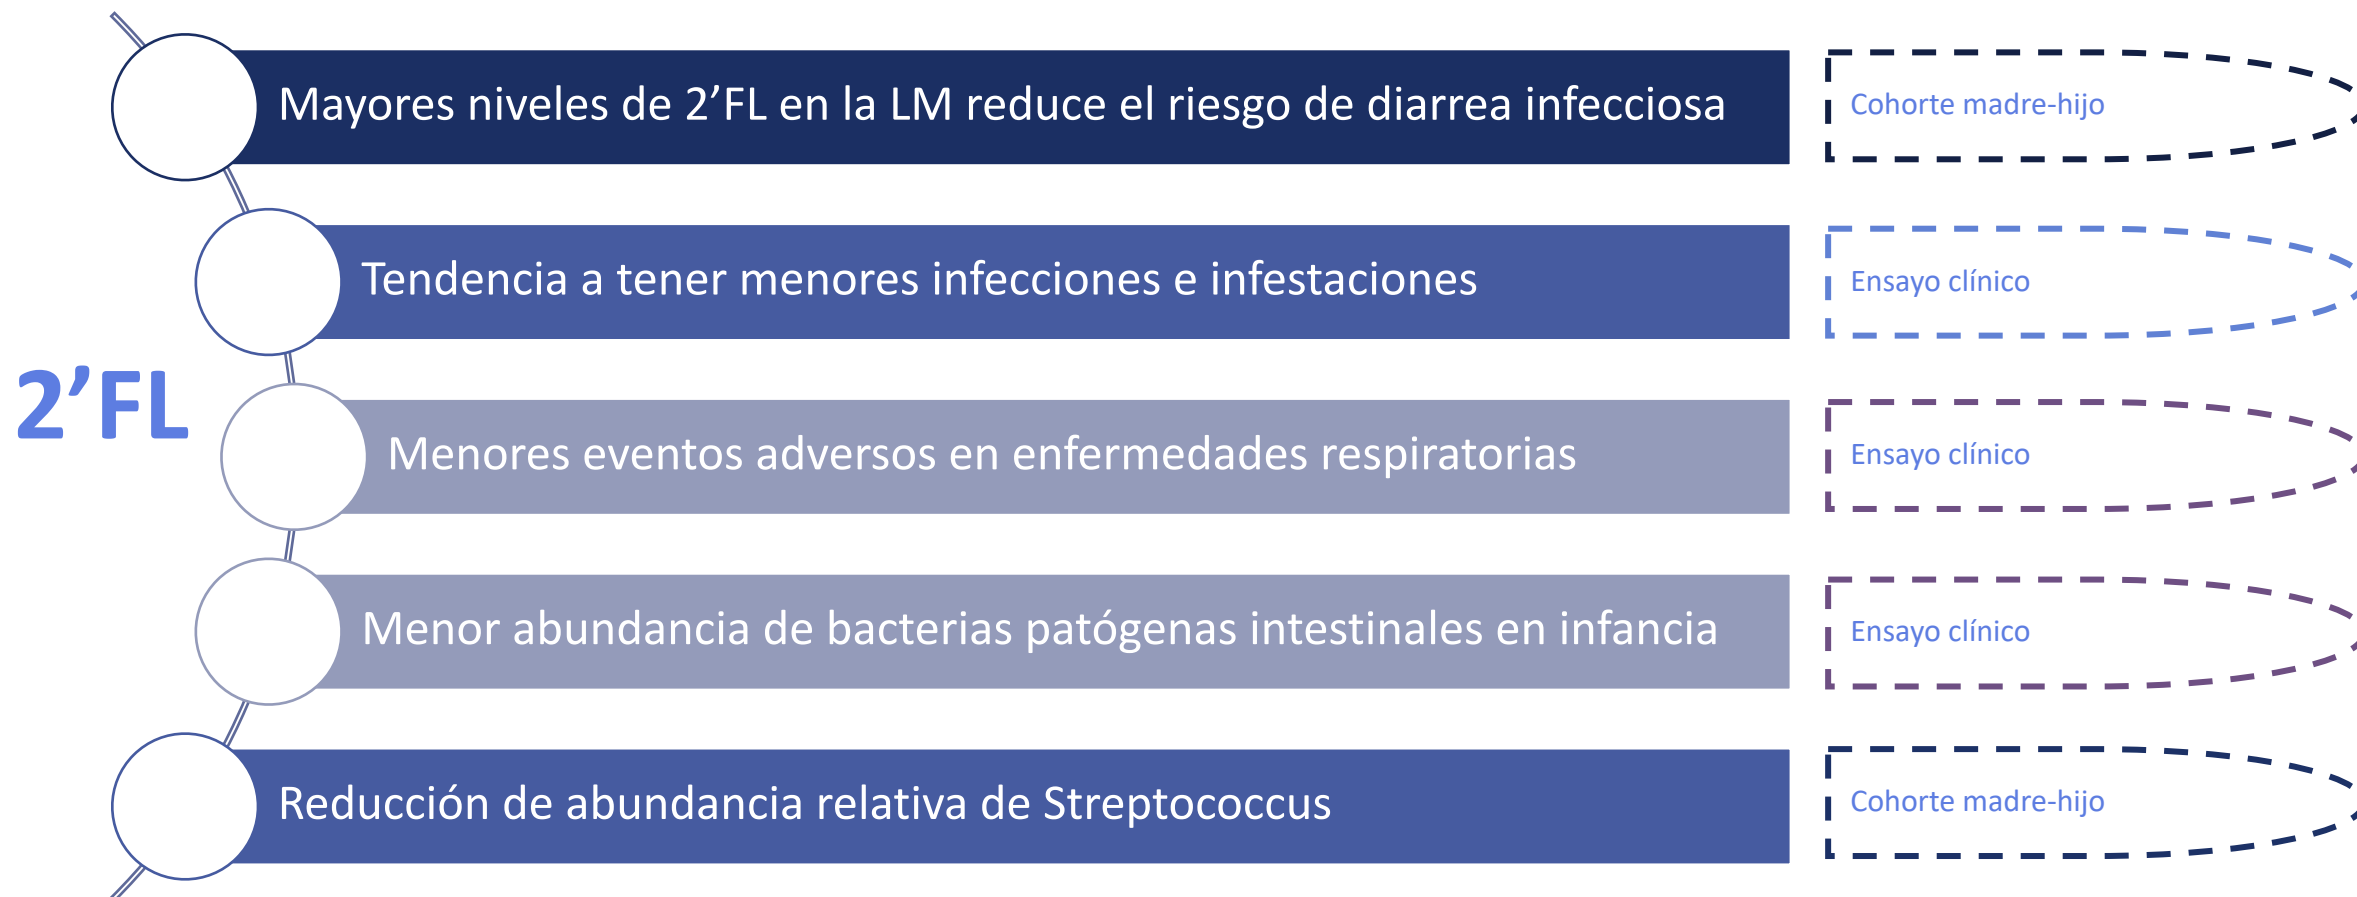 Mayores niveles de 2’FL en la LM reduce el riesgo de diarrea infecciosa
Cohorte madre-hijo
Tendencia a tener menores infecciones e infestaciones
Ensayo clínico
2’FL
Menores eventos adversos en enfermedades respiratorias
Ensayo clínico
Menor abundancia de bacterias patógenas intestinales en infancia
Ensayo clínico
Reducción de abundancia relativa de Streptococcus
Cohorte madre-hijo